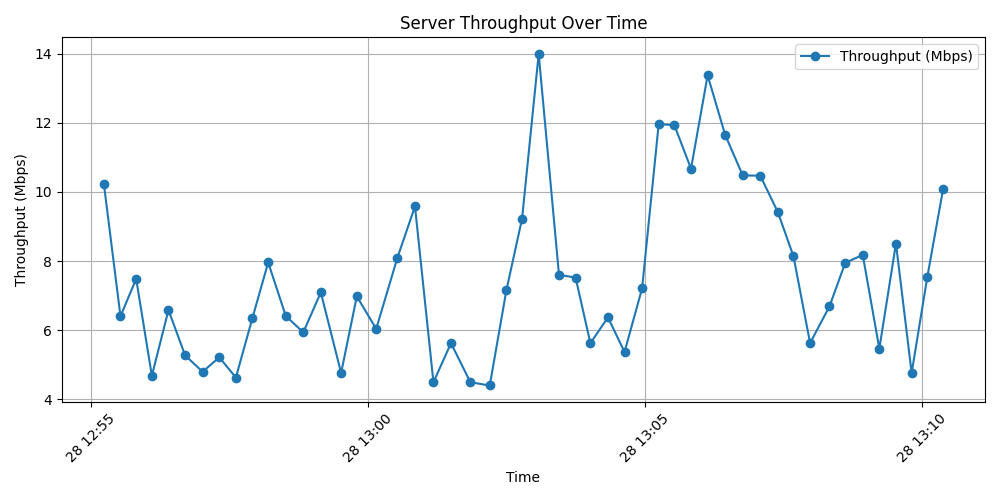 Server Throughput Over Time
Throughput (Mbps)
14
12
10
8
6
4
Throughput (Mbps)
28 12:55
28 13:00
28 13:05
28 13:10
Time